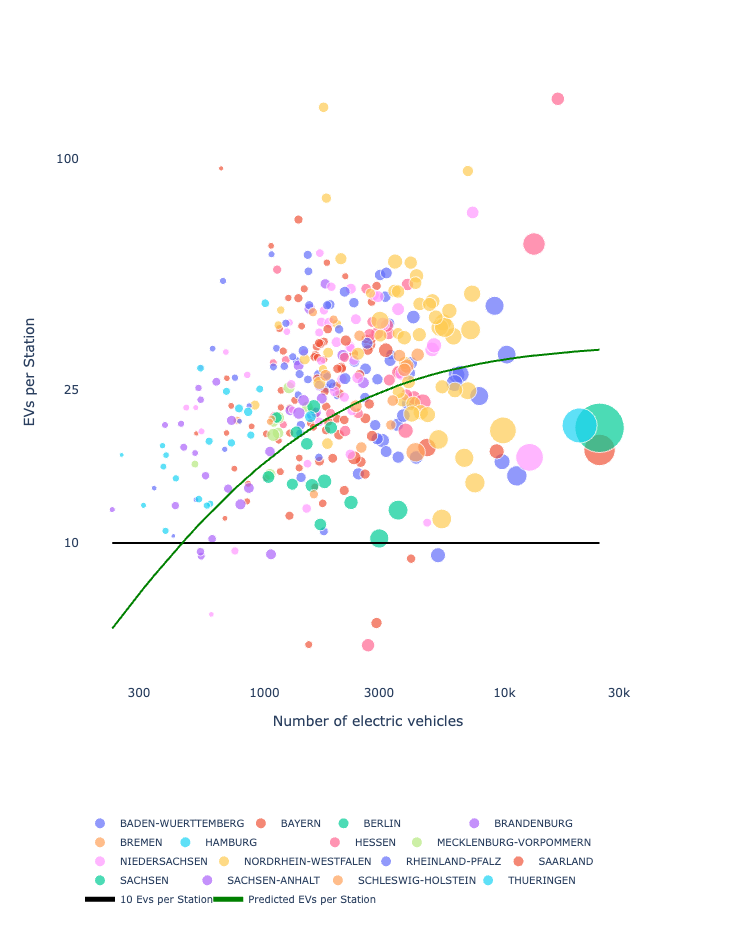 100
25
10
EVs per Station
300 1000 3000 10k 30k
Number of electric vehicles
BADEN-WUERTTEMBERG BAYERN BERLIN BRANDENBURG
BREMEN HAMBURG HESSEN MECKLENBURG-VORPOMMERN
NIEDERSACHSEN NORDRHEIN-WESTFALEN RHEINLAND-PFALZ SAARLAND
SACHSEN SACHSEN-ANHALT SCHLESWIG-HOLSTEIN THUERINGEN
10 Evs per Station Predicted EVs per Station